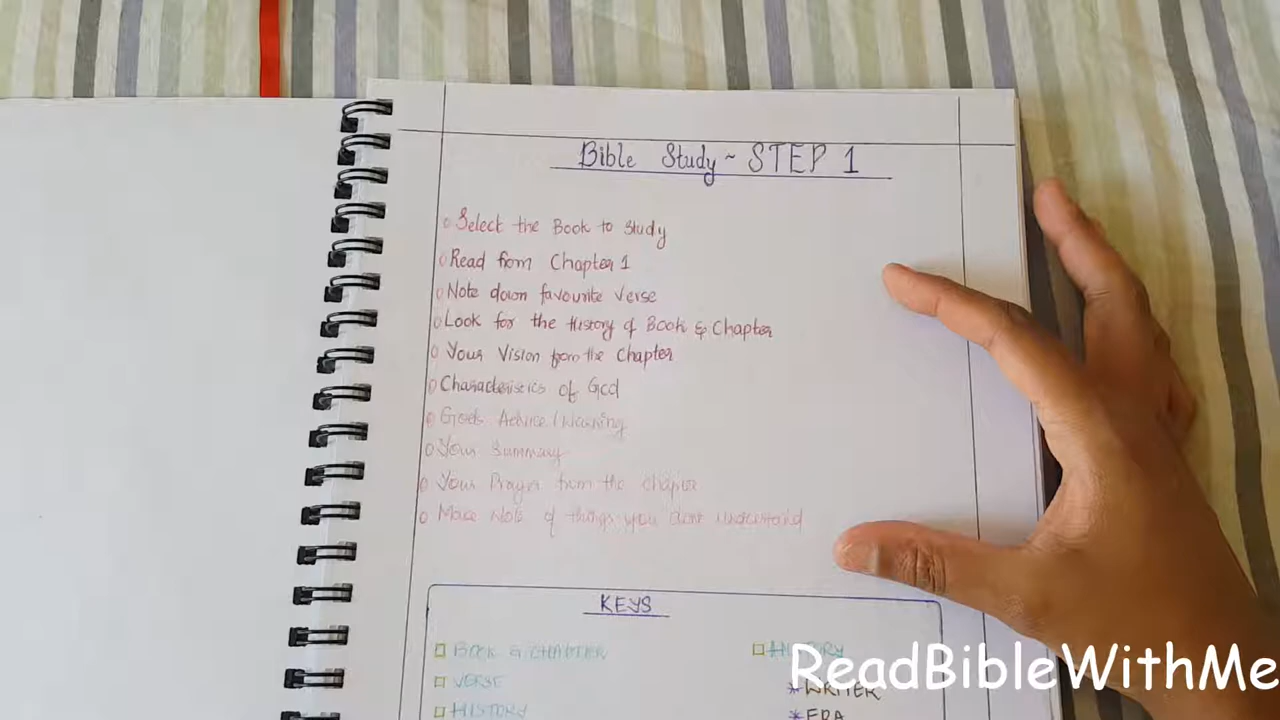 Bible Study ~ STEP 1
Select the Book to Study
Read from Chapter 1
Note down favourite Verse
Look for the History of Book & Chapter
Your Vision from the Chapter
Characteristics of God
Gods Advise/Warning
Your Summary
Your Prayer from the Chapter
Make Note of things you dont understand
KEYS
BOOK & CHAPTER
HISTORY
VERSE
* WRITER
HISTORY
* ERA
ReadBibleWithMe